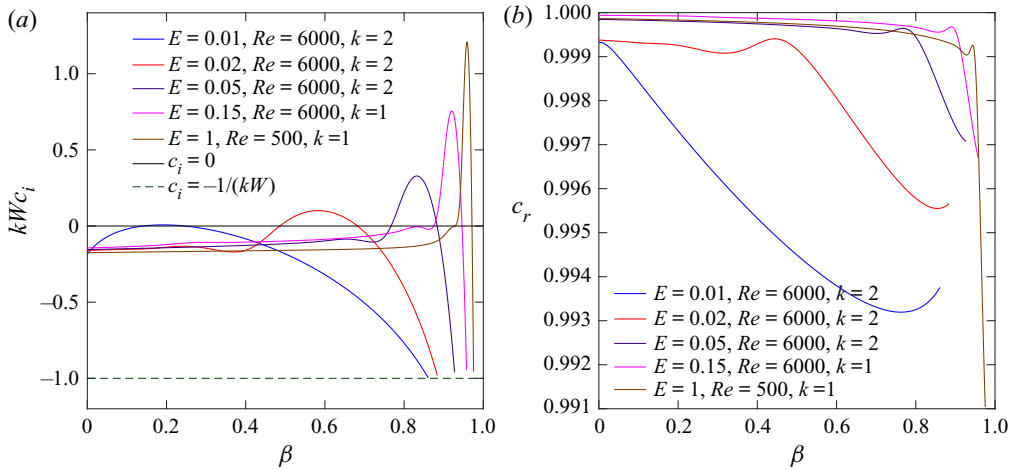 (a)
E = 0.01, Re = 6000, k = 2
E = 0.02, Re = 6000, k = 2
E = 0.05, Re = 6000, k = 2
E = 0.15, Re = 6000, k = 1
E = 1, Re = 500, k = 1
c_i = 0
c_i = –1/(kW)
kWc_i
1.0
0.5
0
–0.5
–1.0
0
0.2
0.4
0.6
0.8
1.0
β
(b)
c_r
1.000
0.999
0.998
0.997
0.996
0.995
0.994
0.993
0.992
0.991
E = 0.01, Re = 6000, k = 2
E = 0.02, Re = 6000, k = 2
E = 0.05, Re = 6000, k = 2
E = 0.15, Re = 6000, k = 1
E = 1, Re = 500, k = 1
0
0.2
0.4
0.6
0.8
1.0
β